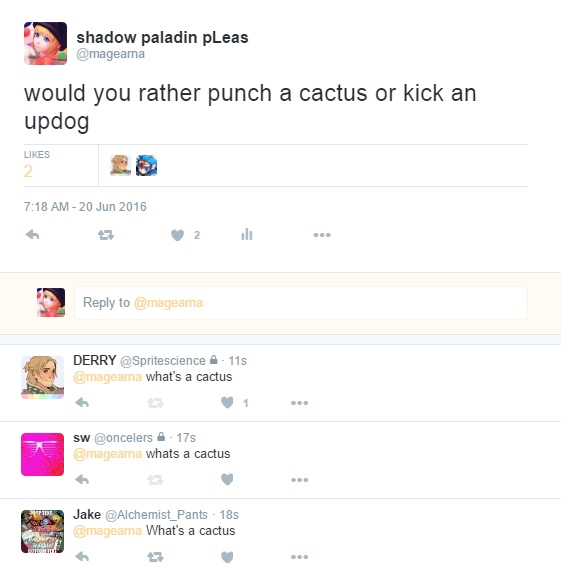 shadow paladin pLeas
@magearna
would you rather punch a cactus or kick an
updog
LIKES
2
7:18 AM - 20 Jun 2016
2
Reply to @magearna
DERRY @Spritescience · 11s
@magearna what's a cactus
1
sw @oncelers · 17s
@magearna whats a cactus
Jake @Alchemist_Pants · 18s
@magearna What's a cactus